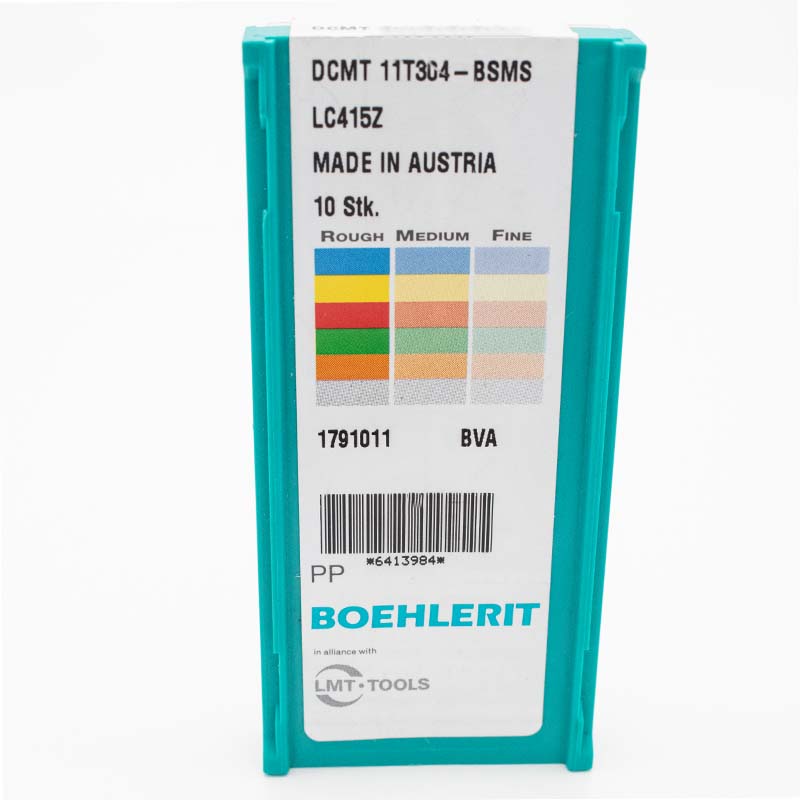 DCMT
DCMT 11T304-BSMS
LC415Z
MADE IN AUSTRIA
10 Stk.
ROUGH MEDIUM FINE
1791011 BVA
*6413984*
PP
BOEHLERIT
in alliance with
LMT·TOOLS